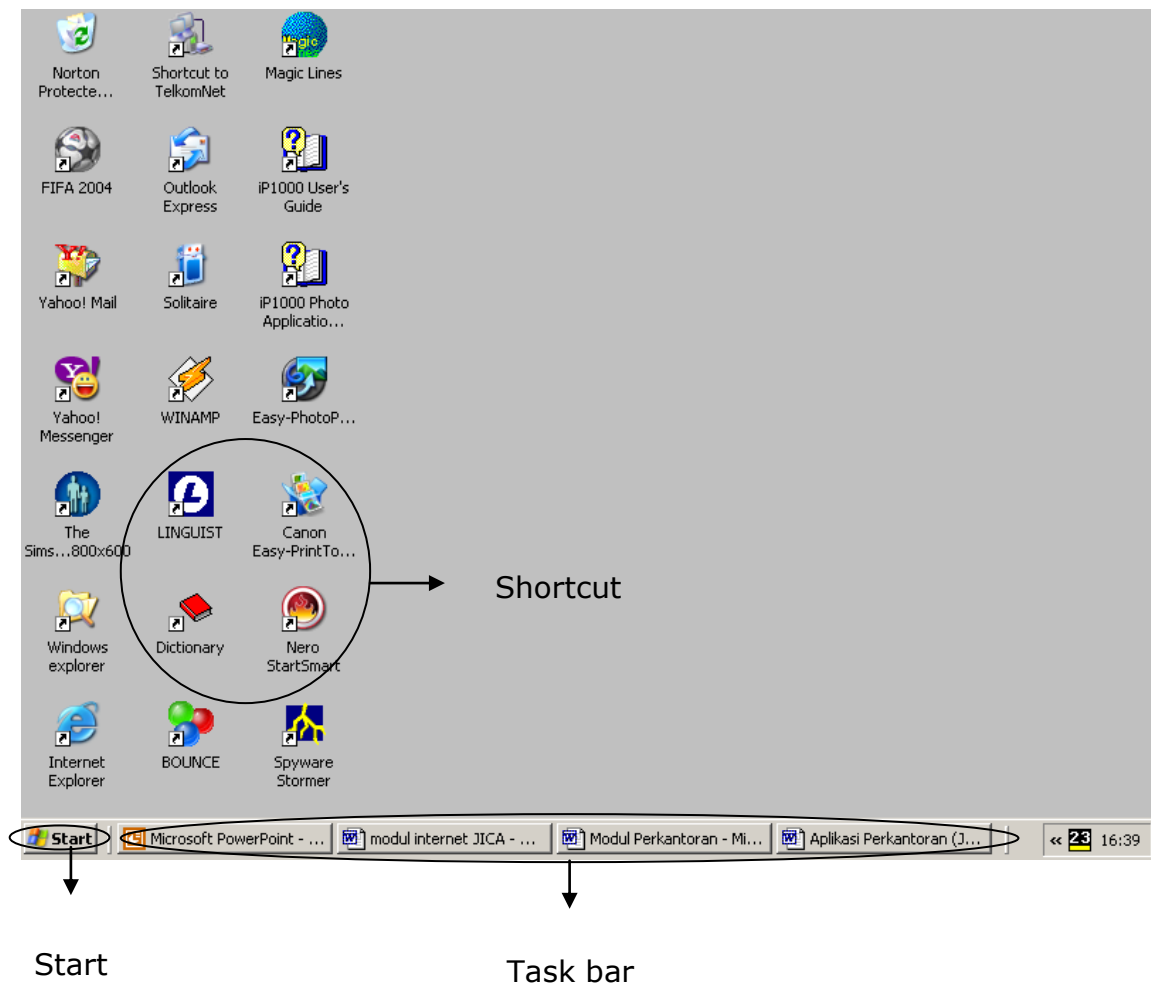 Norton
Protecte...
Shortcut to
TelkomNet
Magic
Magic Lines
FIFA 2004
Outlook
Express
iP1000 User's
Guide
Yahoo! Mail
Solitaire
iP1000 Photo
Applicatio...
Yahoo!
Messenger
WINAMP
Easy-PhotoP...
The
Sims...800x600
LINGUIST
Canon
Easy-PrintTo...
Shortcut
Windows
explorer
Dictionary
Nero
StartSmart
Internet
Explorer
BOUNCE
Spyware
Stormer
Start
Microsoft PowerPoint - ...
modul internet JICA - ...
Modul Perkantoran - Mi...
Aplikasi Perkantoran (J...
« 23 16:39
Start
Task bar